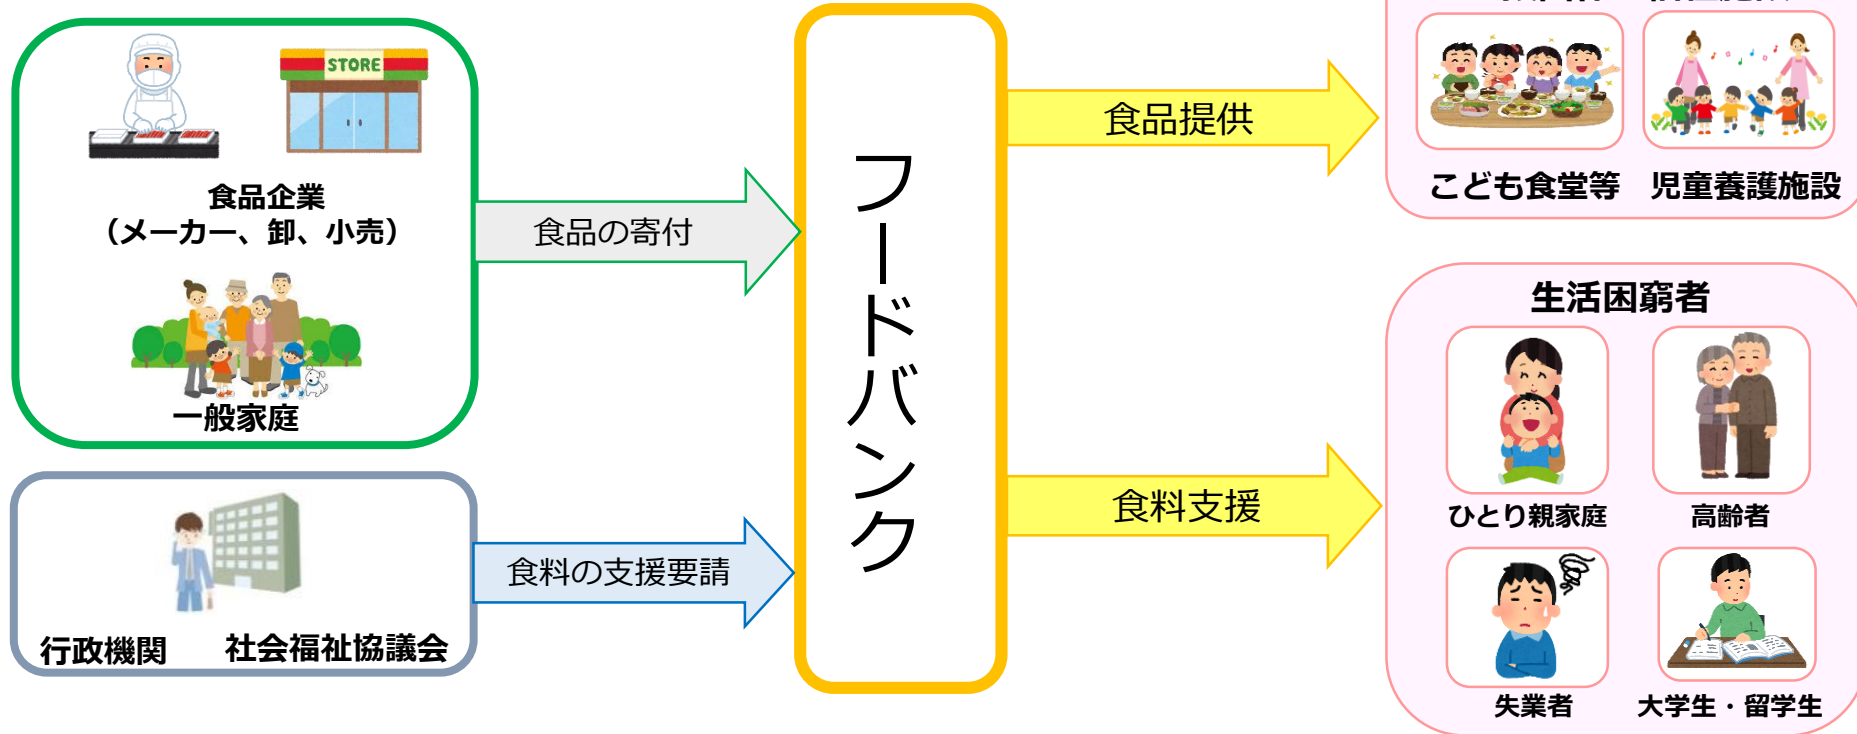 STORE
食品企業
（メーカー、卸、小売）
一般家庭
食品の寄付
行政機関 社会福祉協議会
食料の支援要請
フードバンク
食品提供
食料支援
こども食堂等 児童養護施設
生活困窮者
ひとり親家庭 高齢者
失業者 大学生・留学生